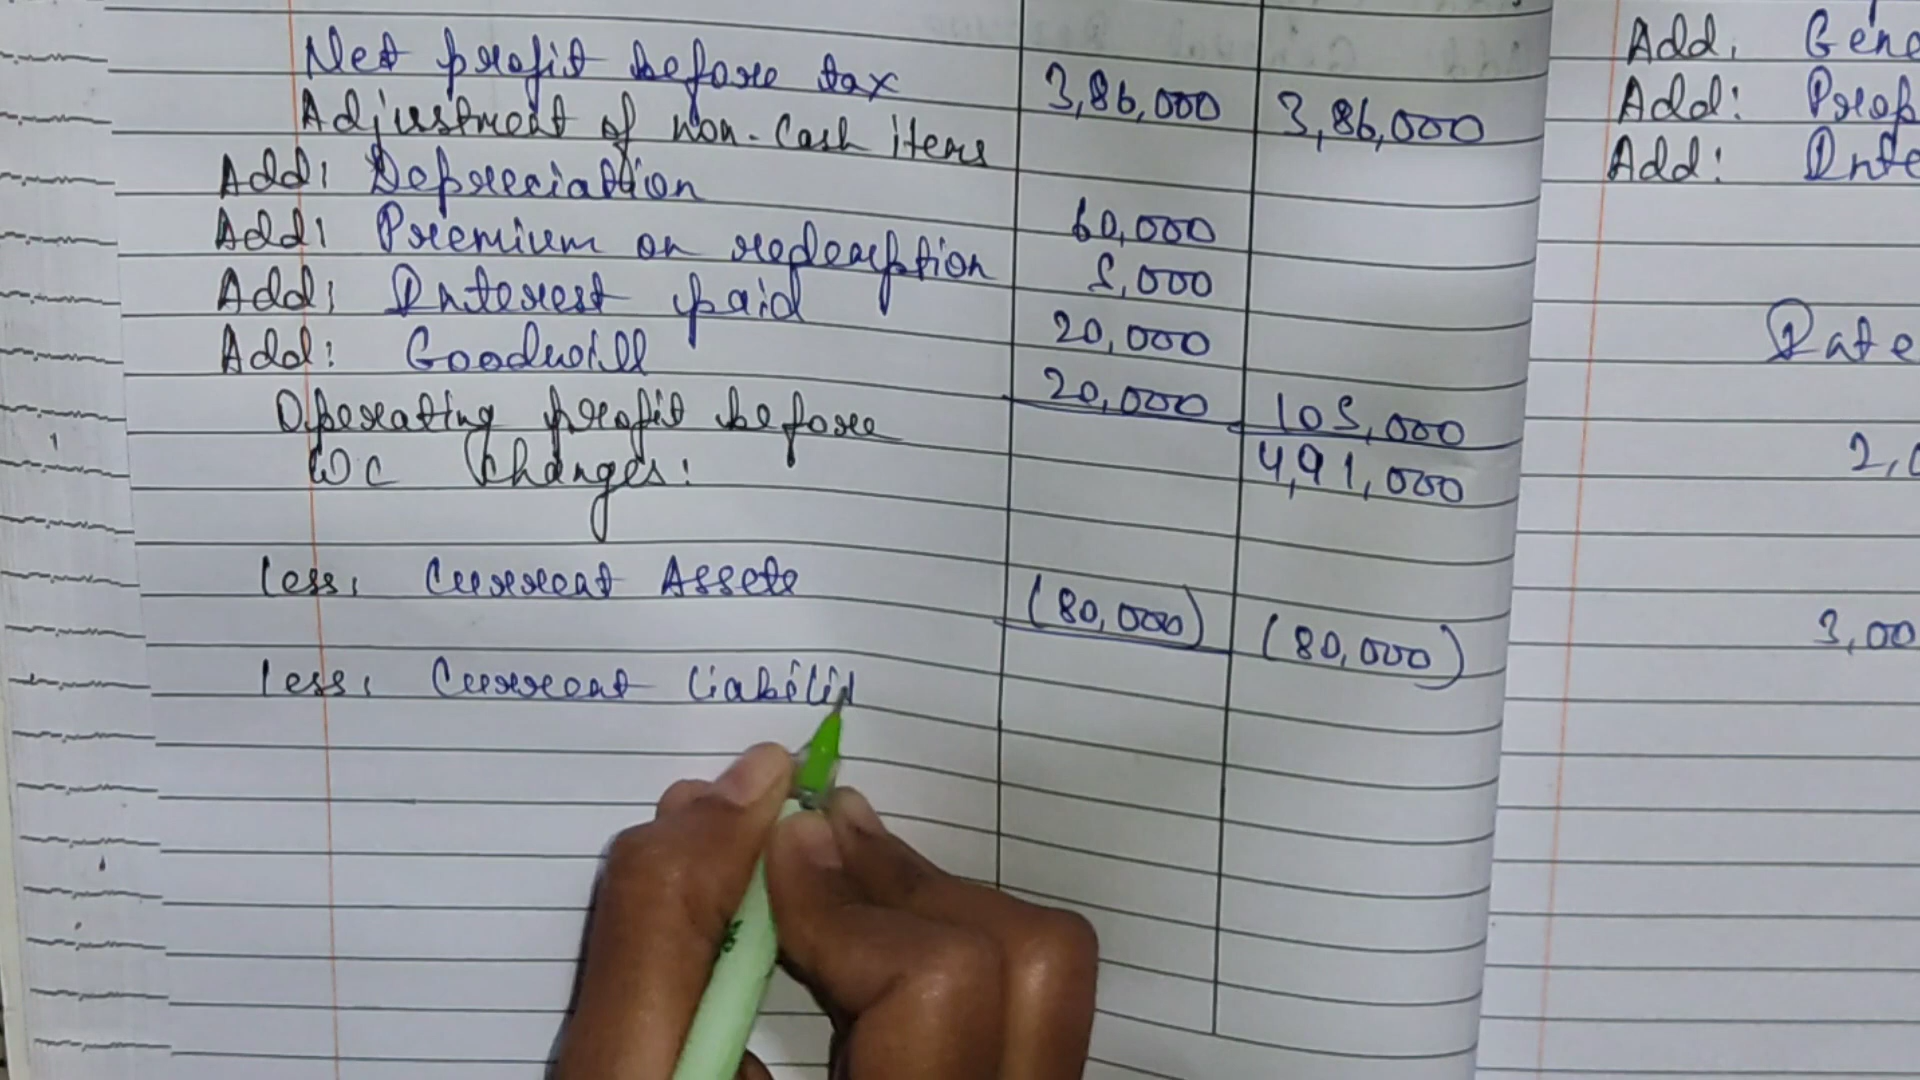 Net profit before tax 3,86,000 3,86,000
Adjustment of non-Cash items
Add: Depreciation 60,000
Add: Premium on redemption 5,000
Add: Interest paid 20,000
Add: Goodwill 20,000 105,000
Operating profit before
WC Changes: 4,91,000
less: Current Assets (80,000) (80,000)
less: Current Liabilit
Add:
Add: Prop
Add: Inte
Rate
2,0
3,00